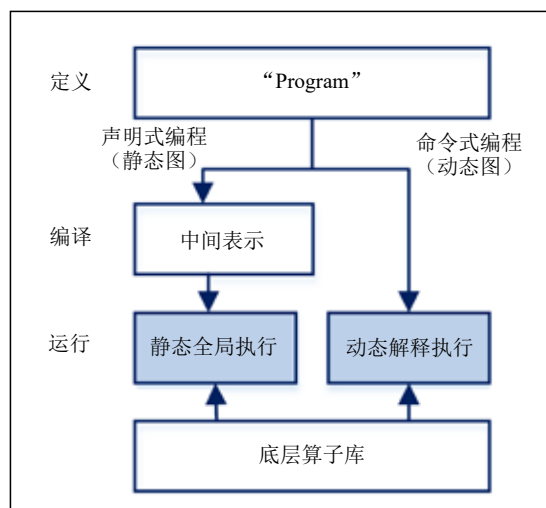 定义
“Program”
声明式编程
（静态图）
命令式编程
（动态图）
编译
中间表示
运行
静态全局执行
动态解释执行
底层算子库